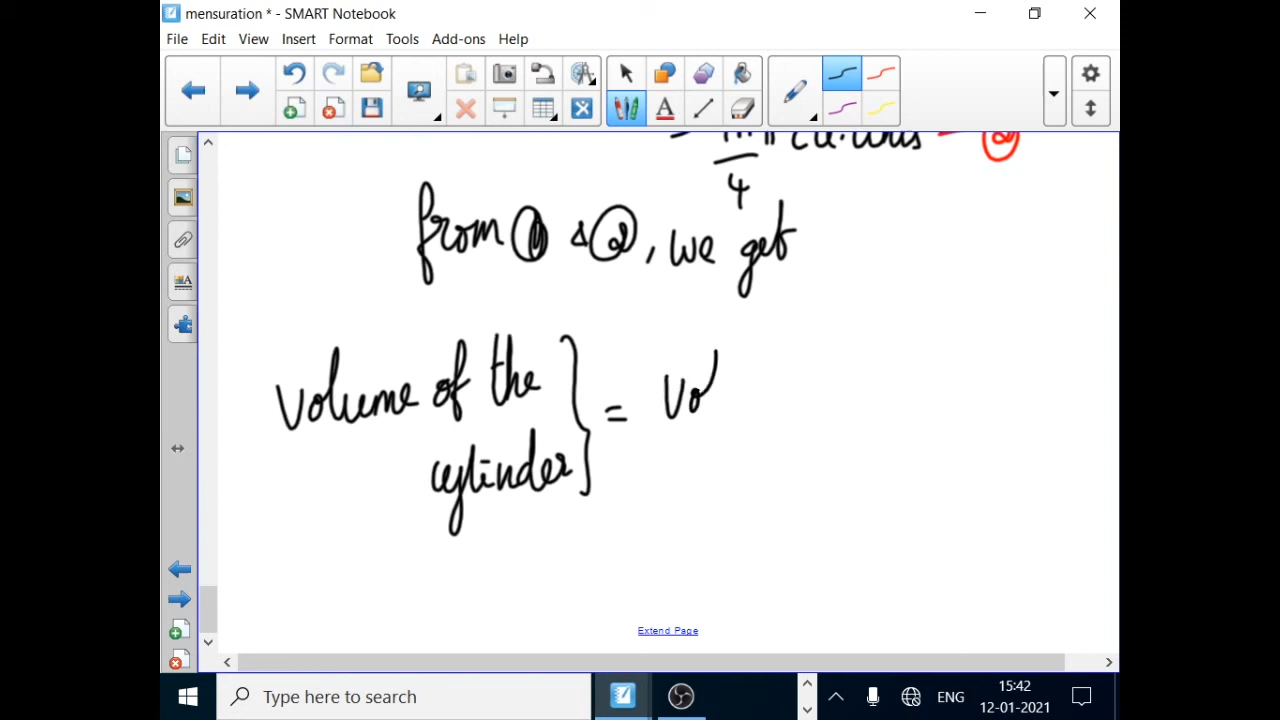 mensuration * - SMART Notebook
File Edit View Insert Format Tools Add-ons Help
4
from ① & ②, we get
Volume of the } = Vol
cylinder
Extend Page
Type here to search
ENG
15:42
12-01-2021